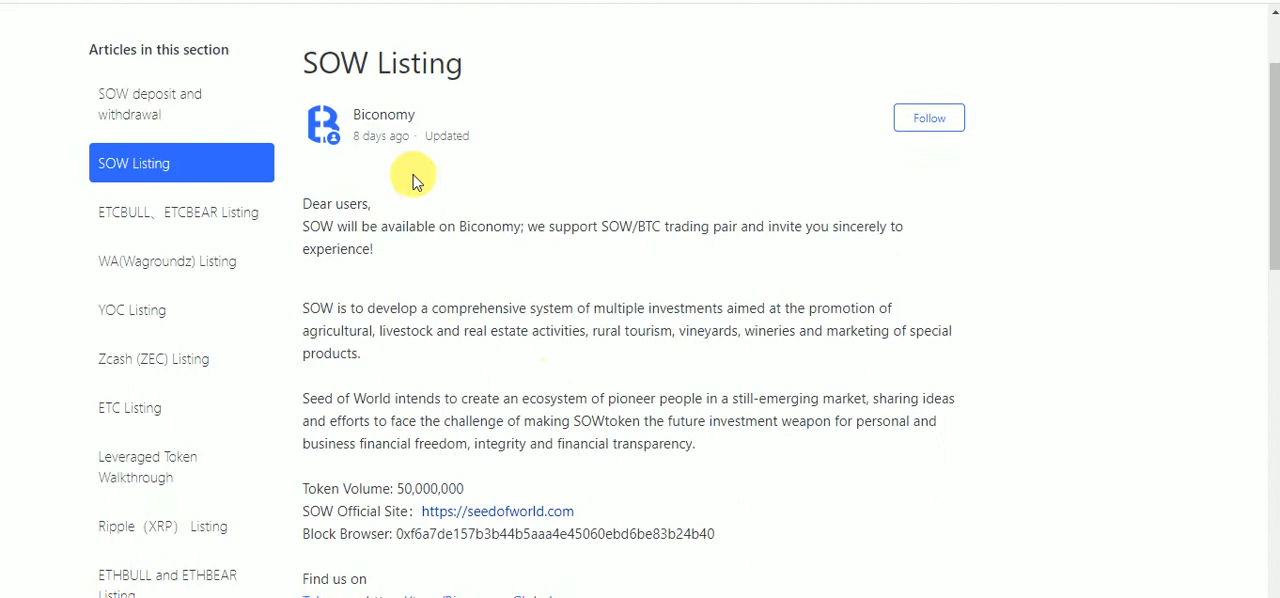 Articles in this section
SOW deposit and
withdrawal
SOW Listing
ETCBULL、ETCBEAR Listing
WA(Wagroundz) Listing
YOC Listing
Zcash (ZEC) Listing
ETC Listing
Leveraged Token
Walkthrough
Ripple（XRP） Listing
ETHBULL and ETHBEAR
Listing
SOW Listing
Biconomy
8 days ago · Updated
Follow
Dear users,
SOW will be available on Biconomy; we support SOW/BTC trading pair and invite you sincerely to
experience!
SOW is to develop a comprehensive system of multiple investments aimed at the promotion of
agricultural, livestock and real estate activities, rural tourism, vineyards, wineries and marketing of special
products.
Seed of World intends to create an ecosystem of pioneer people in a still-emerging market, sharing ideas
and efforts to face the challenge of making SOWtoken the future investment weapon for personal and
business financial freedom, integrity and financial transparency.
Token Volume: 50,000,000
SOW Official Site： https://seedofworld.com
Block Browser: 0xf6a7de157b3b44b5aaa4e45060ebd6be83b24b40
Find us on